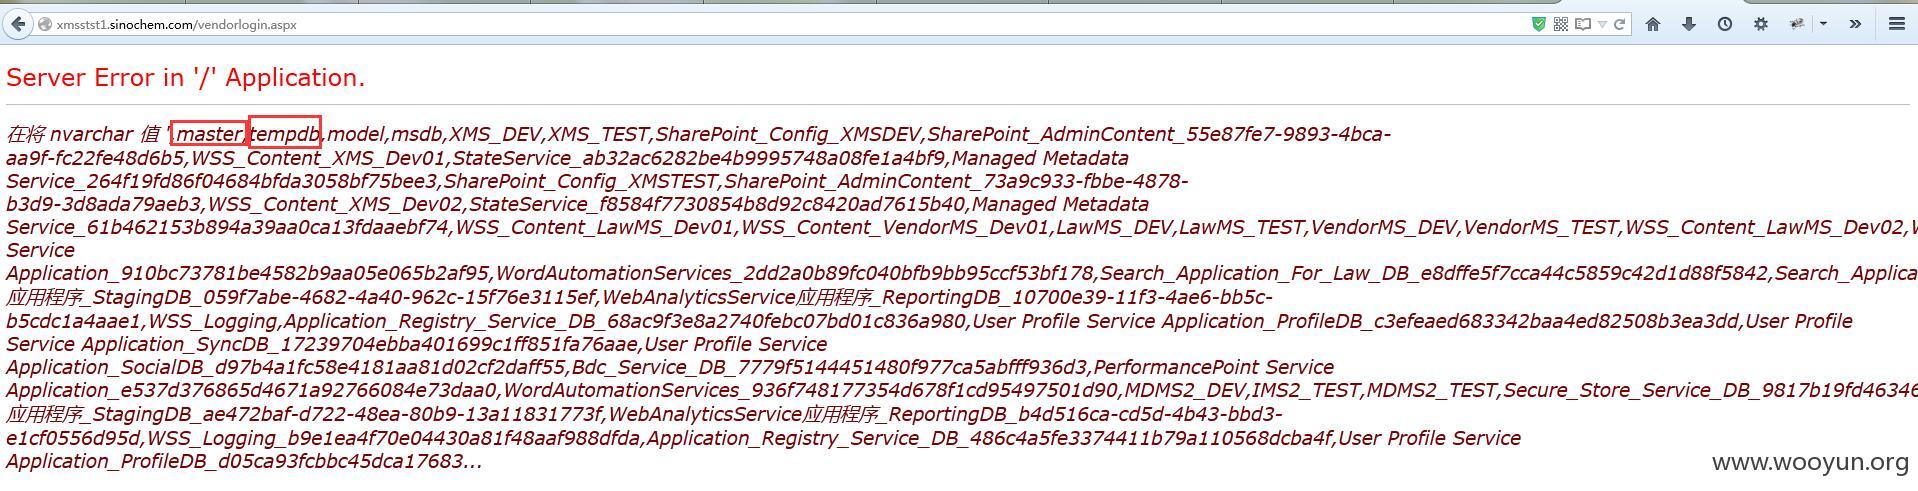 xmsstst1.sinochem.com/vendorlogin.aspx
Server Error in '/' Application.
在将 nvarchar 值 ',master,tempdb,model,msdb,XMS_DEV,XMS_TEST,SharePoint_Config_XMSDEV,SharePoint_AdminContent_55e87fe7-9893-4bca-
aa9f-fc22fe48d6b5,WSS_Content_XMS_Dev01,StateService_ab32ac6282be4b9995748a08fe1a4bf9,Managed Metadata
Service_264f19fd86f04684bfda3058bf75bee3,SharePoint_Config_XMSTEST,SharePoint_AdminContent_73a9c933-fbbe-4878-
b3d9-3d8ada79aeb3,WSS_Content_XMS_Dev02,StateService_f8584f7730854b8d92c8420ad7615b40,Managed Metadata
Service_61b462153b894a39aa0ca13fdaaebf74,WSS_Content_LawMS_Dev01,WSS_Content_VendorMS_Dev01,LawMS_DEV,LawMS_TEST,VendorMS_DEV,VendorMS_TEST,WSS_Content_LawMS_Dev02,
Service
Application_910bc73781be4582b9aa05e065b2af95,WordAutomationServices_2dd2a0b89fc040bfb9bb95ccf53bf178,Search_Application_For_Law_DB_e8dffe5f7cca44c5859c42d1d88f5842,Search_Applica
应用程序_StagingDB_059f7abe-4682-4a40-962c-15f76e3115ef,WebAnalyticsService应用程序_ReportingDB_10700e39-11f3-4ae6-bb5c-
b5cdc1a4aae1,WSS_Logging,Application_Registry_Service_DB_68ac9f3e8a2740febc07bd01c836a980,User Profile Service Application_ProfileDB_c3efeaed683342baa4ed82508b3ea3dd,User Profile
Service Application_SyncDB_17239704ebba401699c1ff851fa76aae,User Profile Service
Application_SocialDB_d97b4a1fc58e4181aa81d02cf2daff55,Bdc_Service_DB_7779f5144451480f977ca5abfff936d3,PerformancePoint Service
Application_e537d376865d4671a92766084e73daa0,WordAutomationServices_936f748177354d678f1cd95497501d90,MDMS2_DEV,IMS2_TEST,MDMS2_TEST,Secure_Store_Service_DB_9817b19fd46346
应用程序_StagingDB_ae472baf-d722-48ea-80b9-13a11831773f,WebAnalyticsService应用程序_ReportingDB_b4d516ca-cd5d-4b43-bbd3-
e1cf0556d95d,WSS_Logging_b9e1ea4f70e04430a81f48aaf988dfda,Application_Registry_Service_DB_486c4a5fe3374411b79a110568dcba4f,User Profile Service
Application_ProfileDB_d05ca93fcbbc45dca17683...
www.wooyun.org